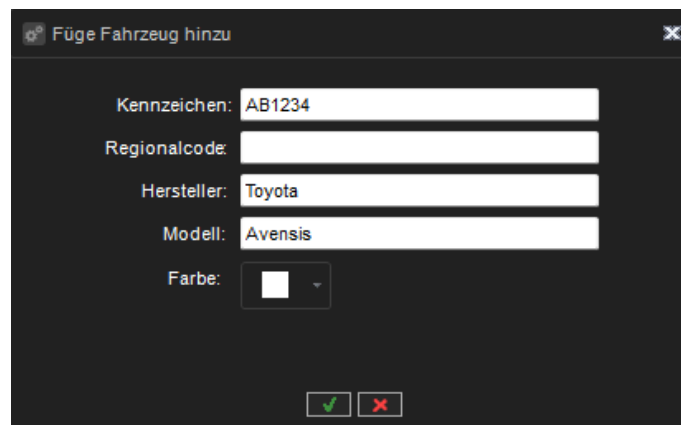 Füge Fahrzeug hinzu
Kennzeichen: AB1234
Regionalcode:
Hersteller: Toyota
Modell: Avensis
Farbe: